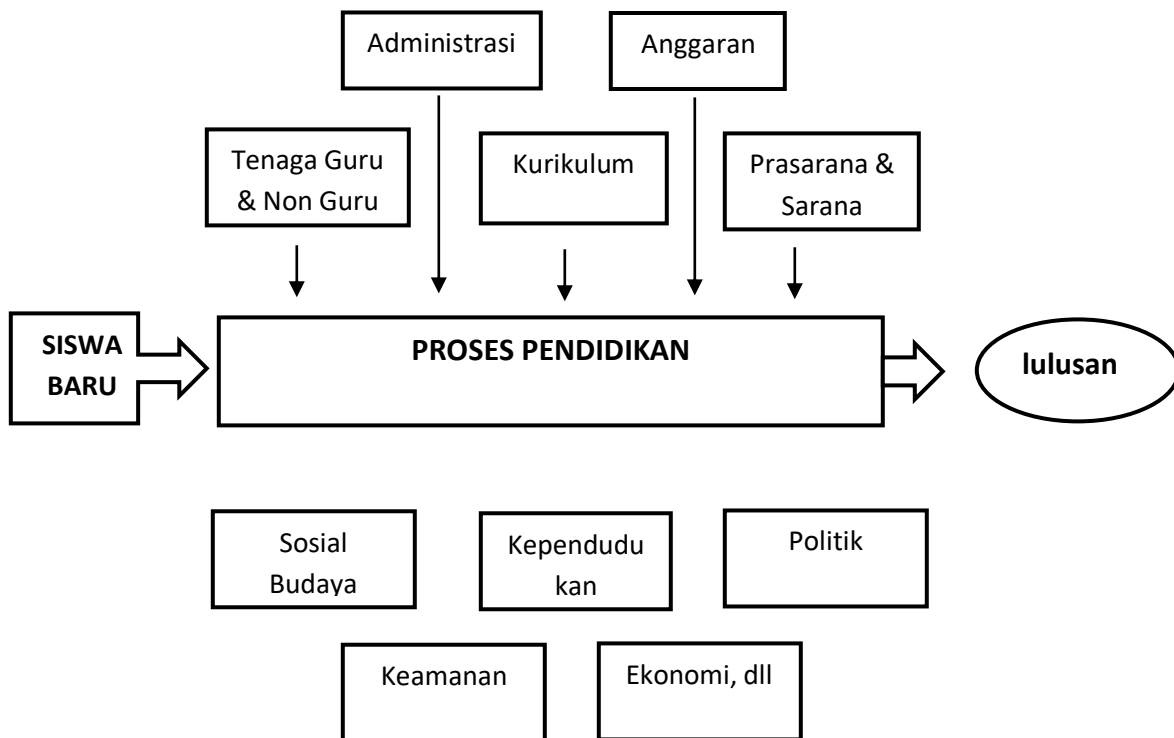 Administrasi
Anggaran
Tenaga Guru
& Non Guru
Kurikulum
Prasarana &
Sarana
SISWA
BARU
PROSES PENDIDIKAN
lulusan
Sosial
Budaya
Kependudu
kan
Politik
Keamanan
Ekonomi, dll